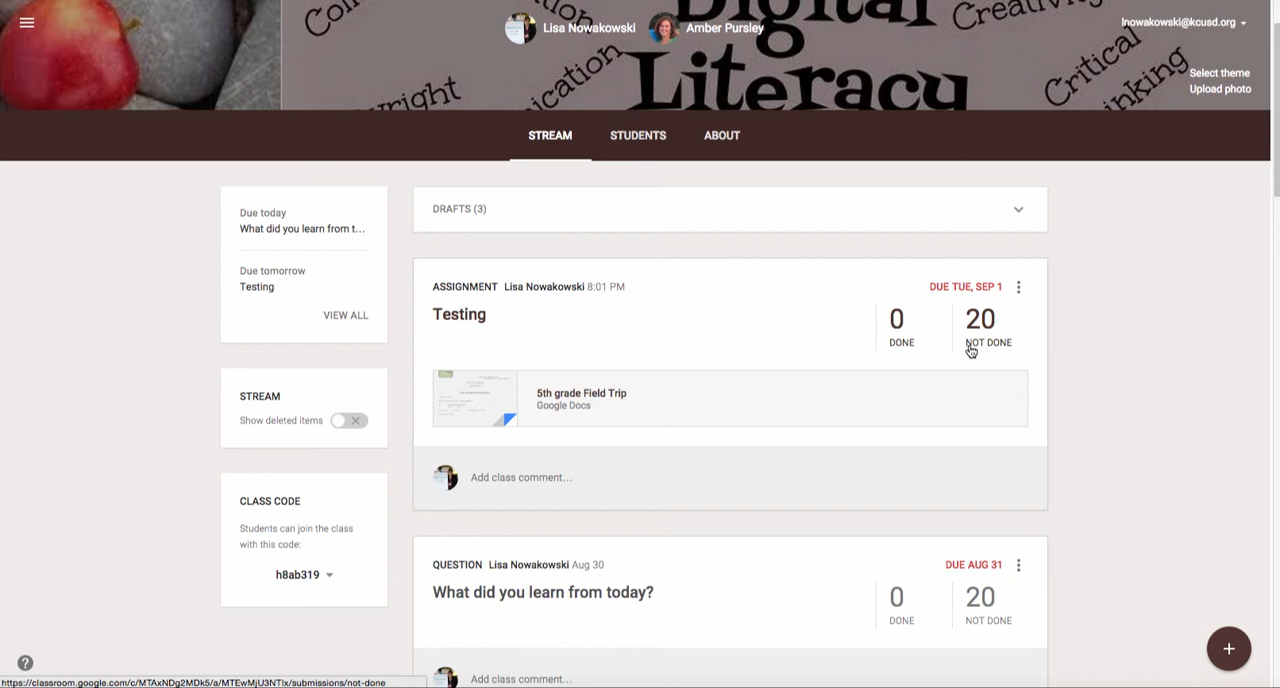 Lisa Nowakowski
Amber Pursley
lnowakowski@kcusd.org
Digital
Literacy
Critical
Select theme
Upload photo
STREAM
STUDENTS
ABOUT
Due today
What did you learn from t...
Due tomorrow
Testing
VIEW ALL
STREAM
Show deleted items
CLASS CODE
Students can join the class
with this code:
h8ab319
DRAFTS (3)
ASSIGNMENT Lisa Nowakowski 8:01 PM
DUE TUE, SEP 1
Testing
0
DONE
20
NOT DONE
5th grade Field Trip
Google Docs
Add class comment...
QUESTION Lisa Nowakowski Aug 30
DUE AUG 31
What did you learn from today?
0
DONE
20
NOT DONE
Add class comment...
+
?
https://classroom.google.com/c/MTAxNDg2MDk5/a/MTEwMjU3NTIx/submissions/not-done